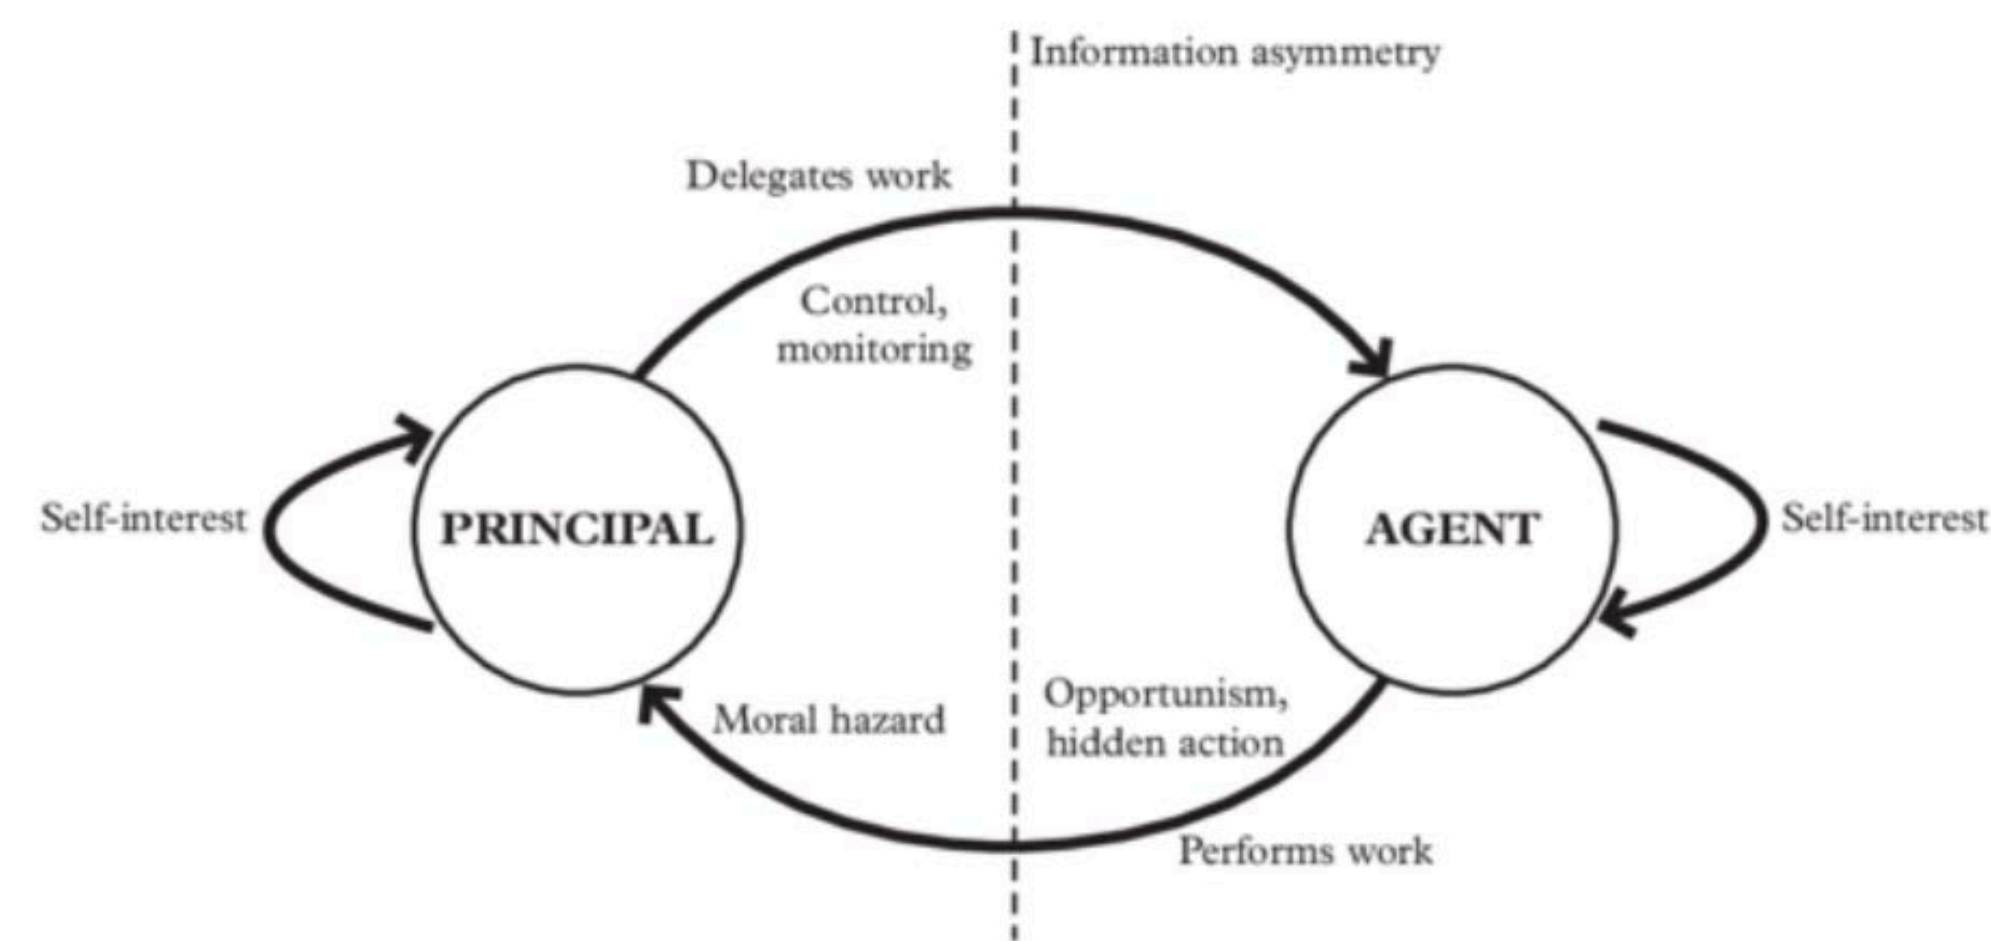 Information asymmetry
Delegates work
Control,
monitoring
Self-interest
PRINCIPAL
AGENT
Self-interest
Moral hazard
Opportunism,
hidden action
Performs work